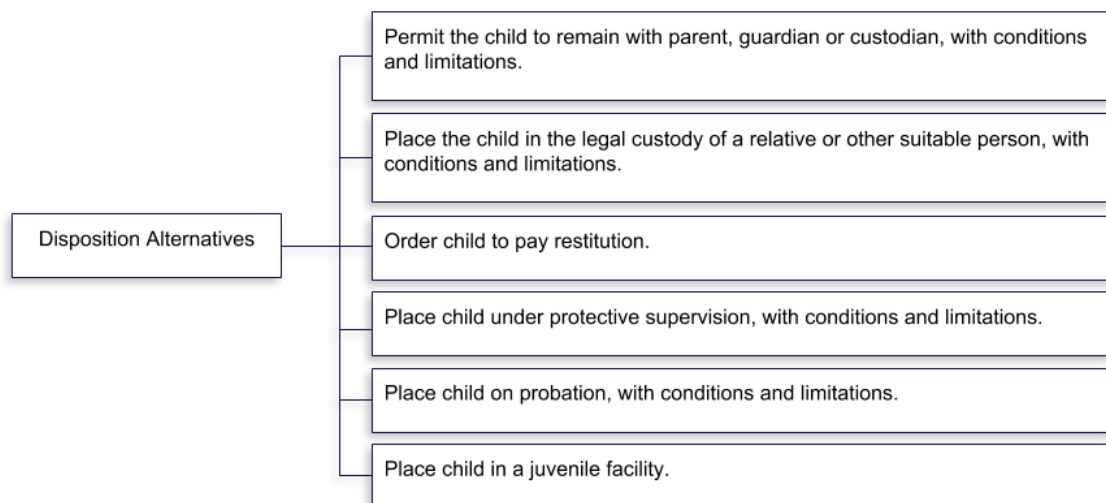 Permit the child to remain with parent, guardian or custodian, with conditions
and limitations.
Place the child in the legal custody of a relative or other suitable person, with
conditions and limitations.
Disposition Alternatives
Order child to pay restitution.
Place child under protective supervision, with conditions and limitations.
Place child on probation, with conditions and limitations.
Place child in a juvenile facility.